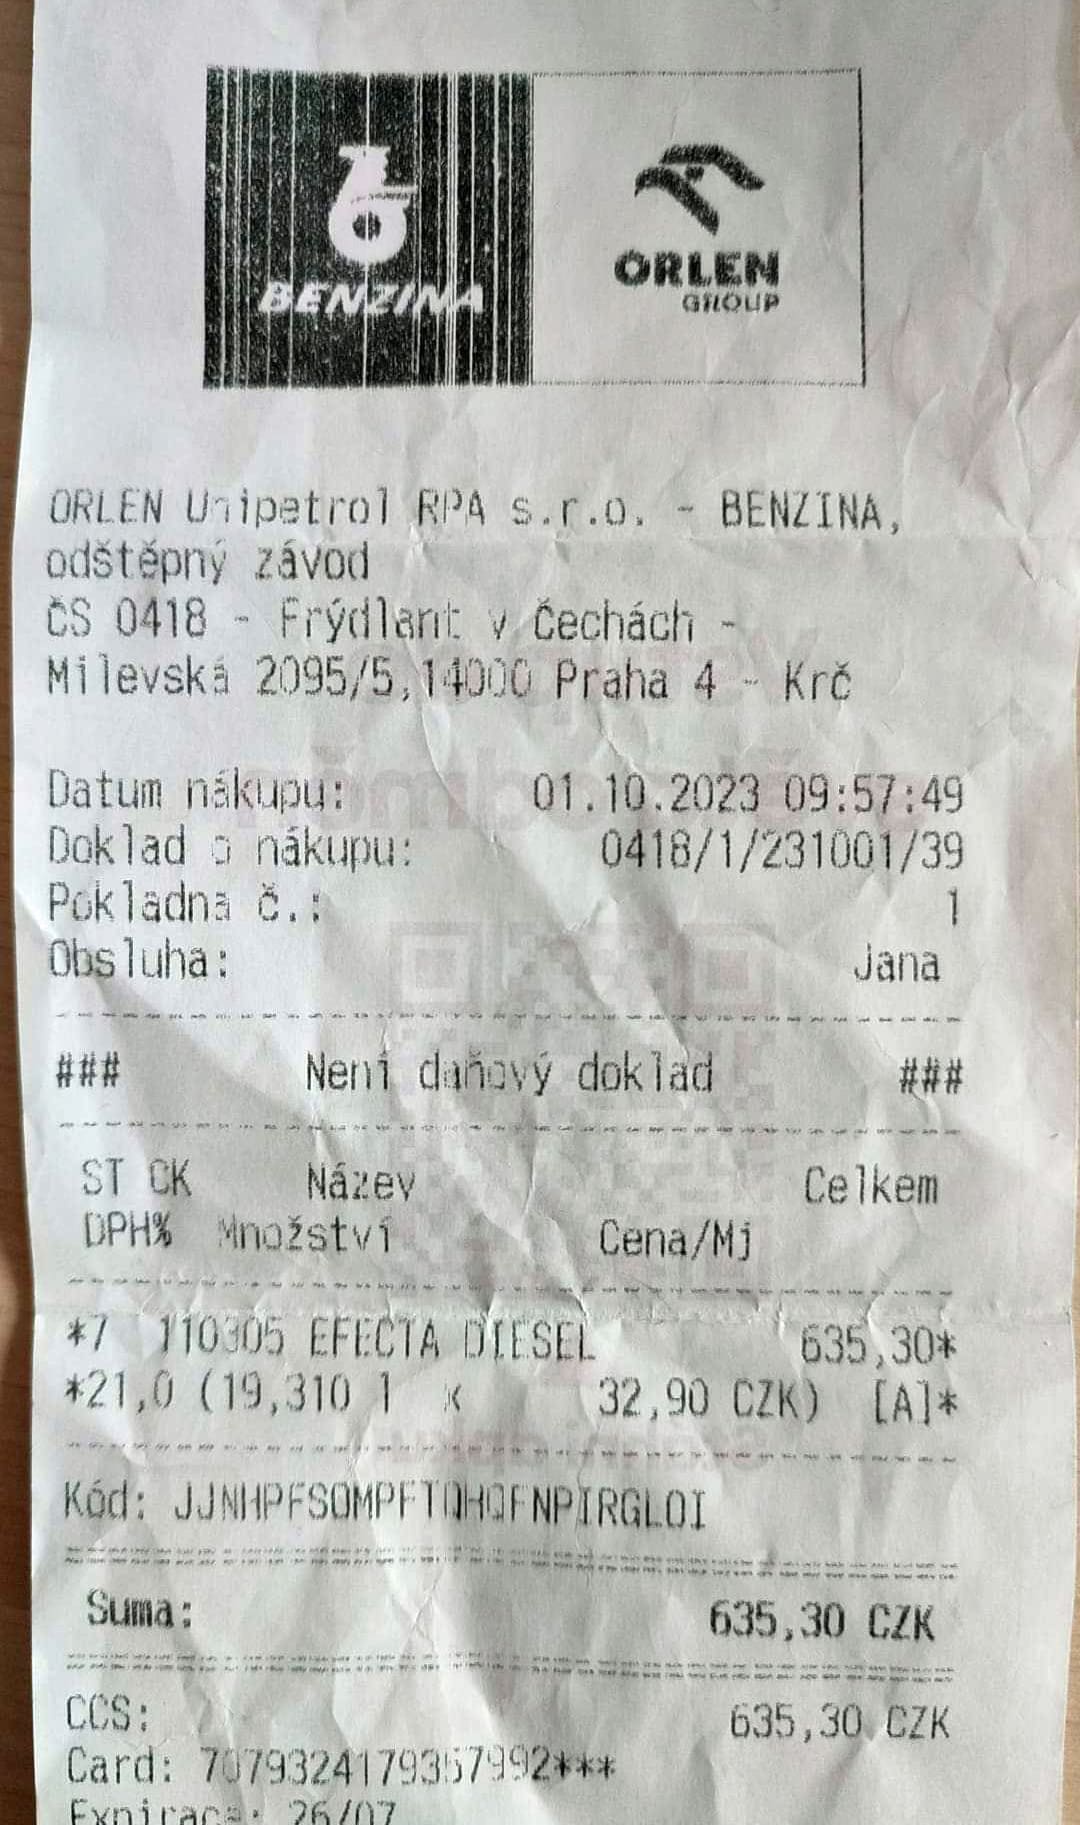 BENZINA
ORLEN
GROUP
ORLEN Unipetrol RPA s.r.o. - BENZINA,
odštěpný závod
ČS 0418 - Frýdlant v Čechách -
Milevská 2095/5,14000 Praha 4 - Krč
Datum nákupu: 01.10.2023 09:57:49
Doklad o nákupu: 0418/1/231001/39
Pokladna č.: 1
Obsluha: Jana
### Není daňový doklad ###
ST CK Název Celkem
DPH% Množství Cena/Mj
*7 110305 EFECTA DIESEL 635,30*
*21,0 (19,310 l x 32,90 CZK) [A]*
Kód:
Suma: 635,30 CZK
CCS: 635,30 CZK
Card: 7079324179357992***
Expirace: 26/07